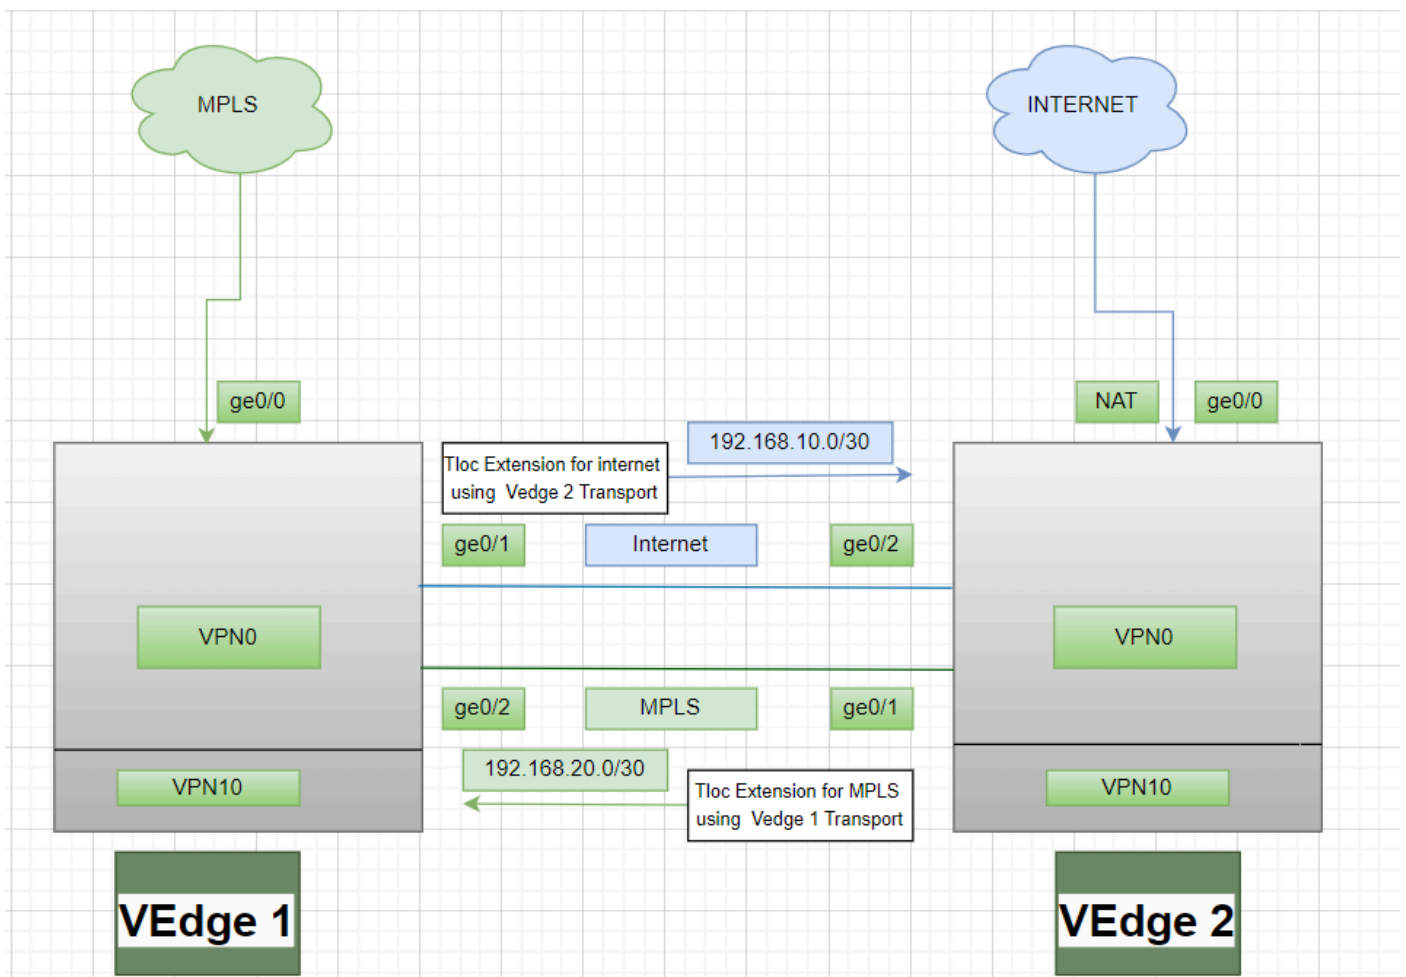 MPLS
INTERNET
ge0/0
NAT
ge0/0
192.168.10.0/30
Tloc Extension for internet
using Vedge 2 Transport
ge0/1
Internet
ge0/2
VPN0
VPN0
ge0/2
MPLS
ge0/1
192.168.20.0/30
Tloc Extension for MPLS
using Vedge 1 Transport
VPN10
VPN10
VEdge 1
VEdge 2